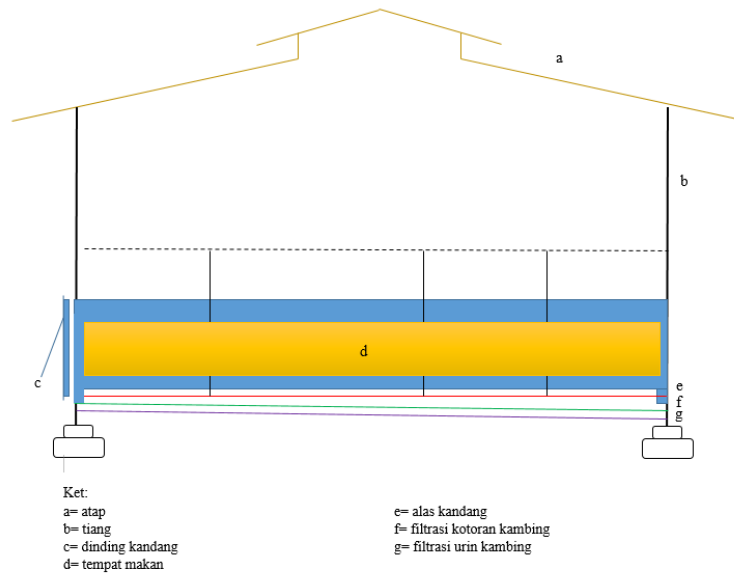 a
b
d
c
e
f
g
Ket:
a= atap
b= tiang
c= dinding kandang
d= tempat makan
e= alas kandang
f= filtrasi kotoran kambing
g= filtrasi urin kambing